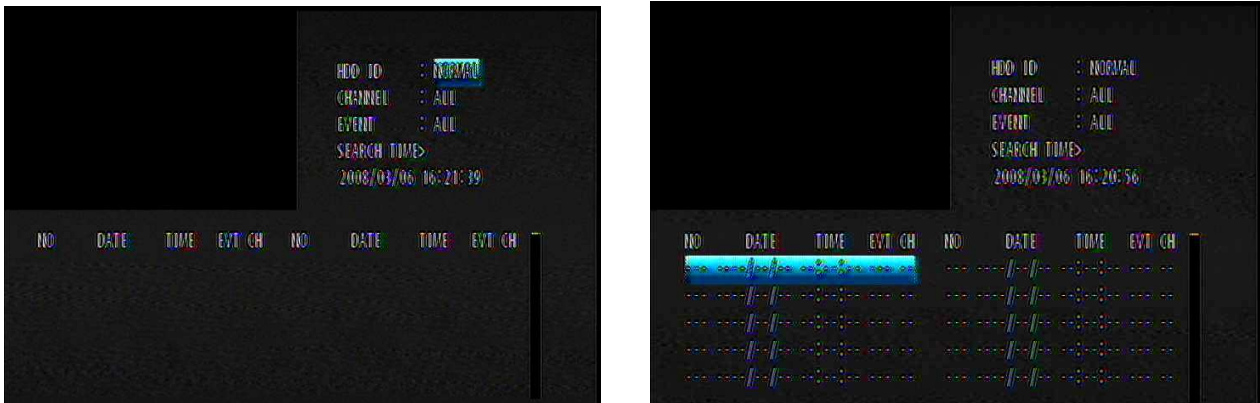 HDD ID : NORMAL
CHANNEL : ALL
EVENT : ALL
SEARCH TIME>
2008/03/06 16:21:39
NO DATE TIME EVT CH NO DATE TIME EVT CH
HDD ID : NORMAL
CHANNEL : ALL
EVENT : ALL
SEARCH TIME>
2008/03/06 16:20:56
NO DATE TIME EVT CH NO DATE TIME EVT CH
--- ----/--/-- --:--:-- --- -- --- ----/--/-- --:--:-- --- --
--- ----/--/-- --:--:-- --- -- --- ----/--/-- --:--:-- --- --
--- ----/--/-- --:--:-- --- -- --- ----/--/-- --:--:-- --- --
--- ----/--/-- --:--:-- --- -- --- ----/--/-- --:--:-- --- --
--- ----/--/-- --:--:-- --- -- --- ----/--/-- --:--:-- --- --